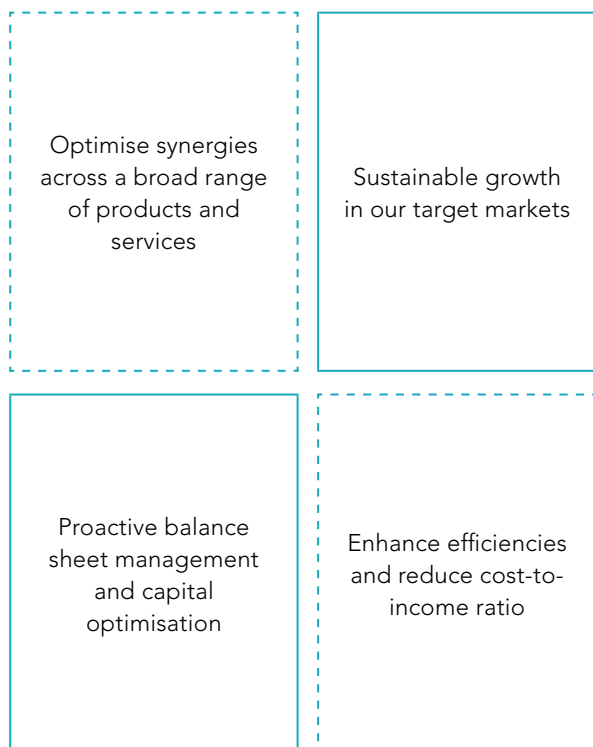 Optimise synergies
across a broad range
of products and
services
Sustainable growth
in our target markets
Proactive balance
sheet management
and capital
optimisation
Enhance efficiencies
and reduce cost-to-
income ratio